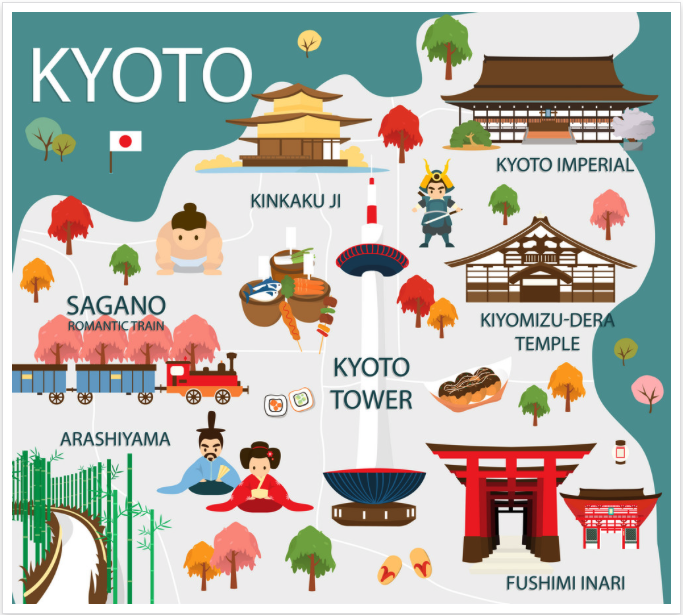 KYOTO
KYOTO IMPERIAL
KINKAKU JI
SAGANO
ROMANTIC TRAIN
KIYOMIZU-DERA
TEMPLE
KYOTO
TOWER
ARASHIYAMA
FUSHIMI INARI